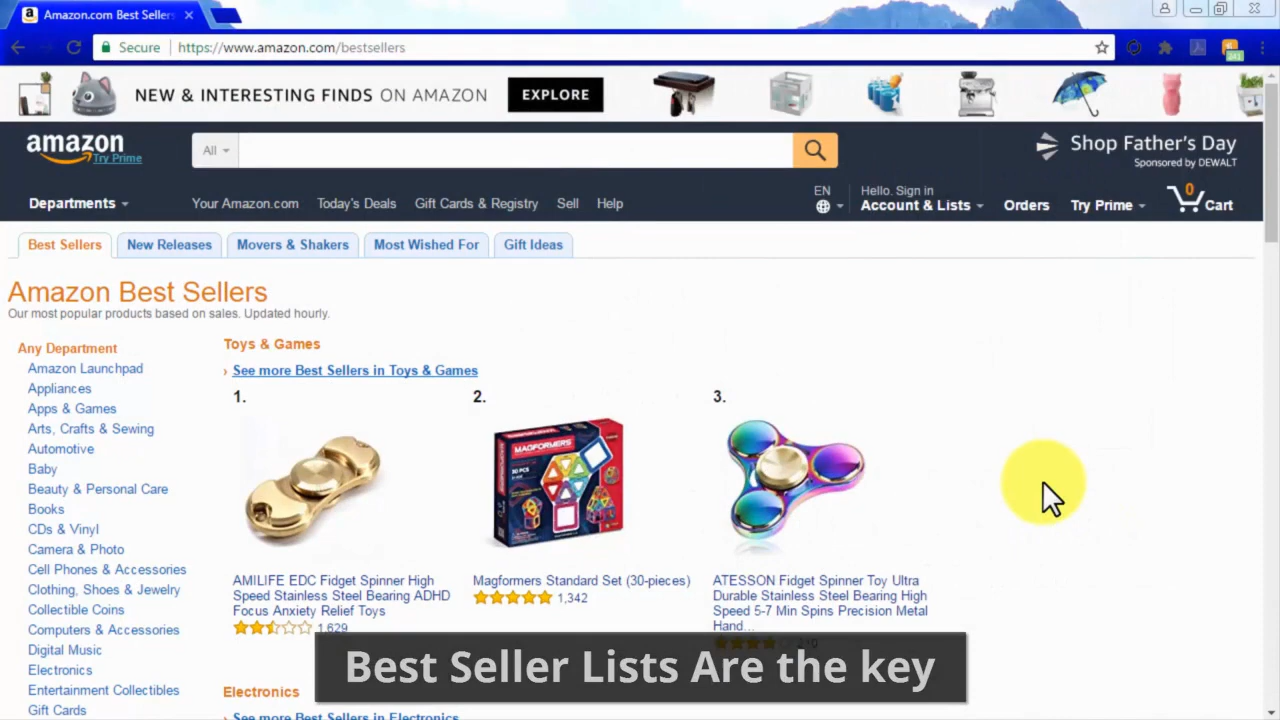 Amazon.com Best Sellers
Secure https://www.amazon.com/bestsellers
NEW & INTERESTING FINDS ON AMAZON EXPLORE
amazon
Try Prime
All
Shop Father's Day
Sponsored by DEWALT
Departments
Your Amazon.com Today's Deals Gift Cards & Registry Sell Help
EN
Hello. Sign in
Account & Lists
Orders
Try Prime
0
Cart
Best Sellers New Releases Movers & Shakers Most Wished For Gift Ideas
Amazon Best Sellers
Our most popular products based on sales. Updated hourly.
Any Department
Amazon Launchpad
Appliances
Apps & Games
Arts, Crafts & Sewing
Automotive
Baby
Beauty & Personal Care
Books
CDs & Vinyl
Camera & Photo
Cell Phones & Accessories
Clothing, Shoes & Jewelry
Collectible Coins
Computers & Accessories
Digital Music
Electronics
Entertainment Collectibles
Gift Cards
Toys & Games
› See more Best Sellers in Toys & Games
1.
AMILIFE EDC Fidget Spinner High
Speed Stainless Steel Bearing ADHD
Focus Anxiety Relief Toys
1,629
2.
MAGFORMERS
Magformers Standard Set (30-pieces)
1,342
3.
ATESSON Fidget Spinner Toy Ultra
Durable Stainless Steel Bearing High
Speed 5-7 Min Spins Precision Metal
Hand...
Electronics
See more Best Sellers in Electronics
Best Seller Lists Are the key